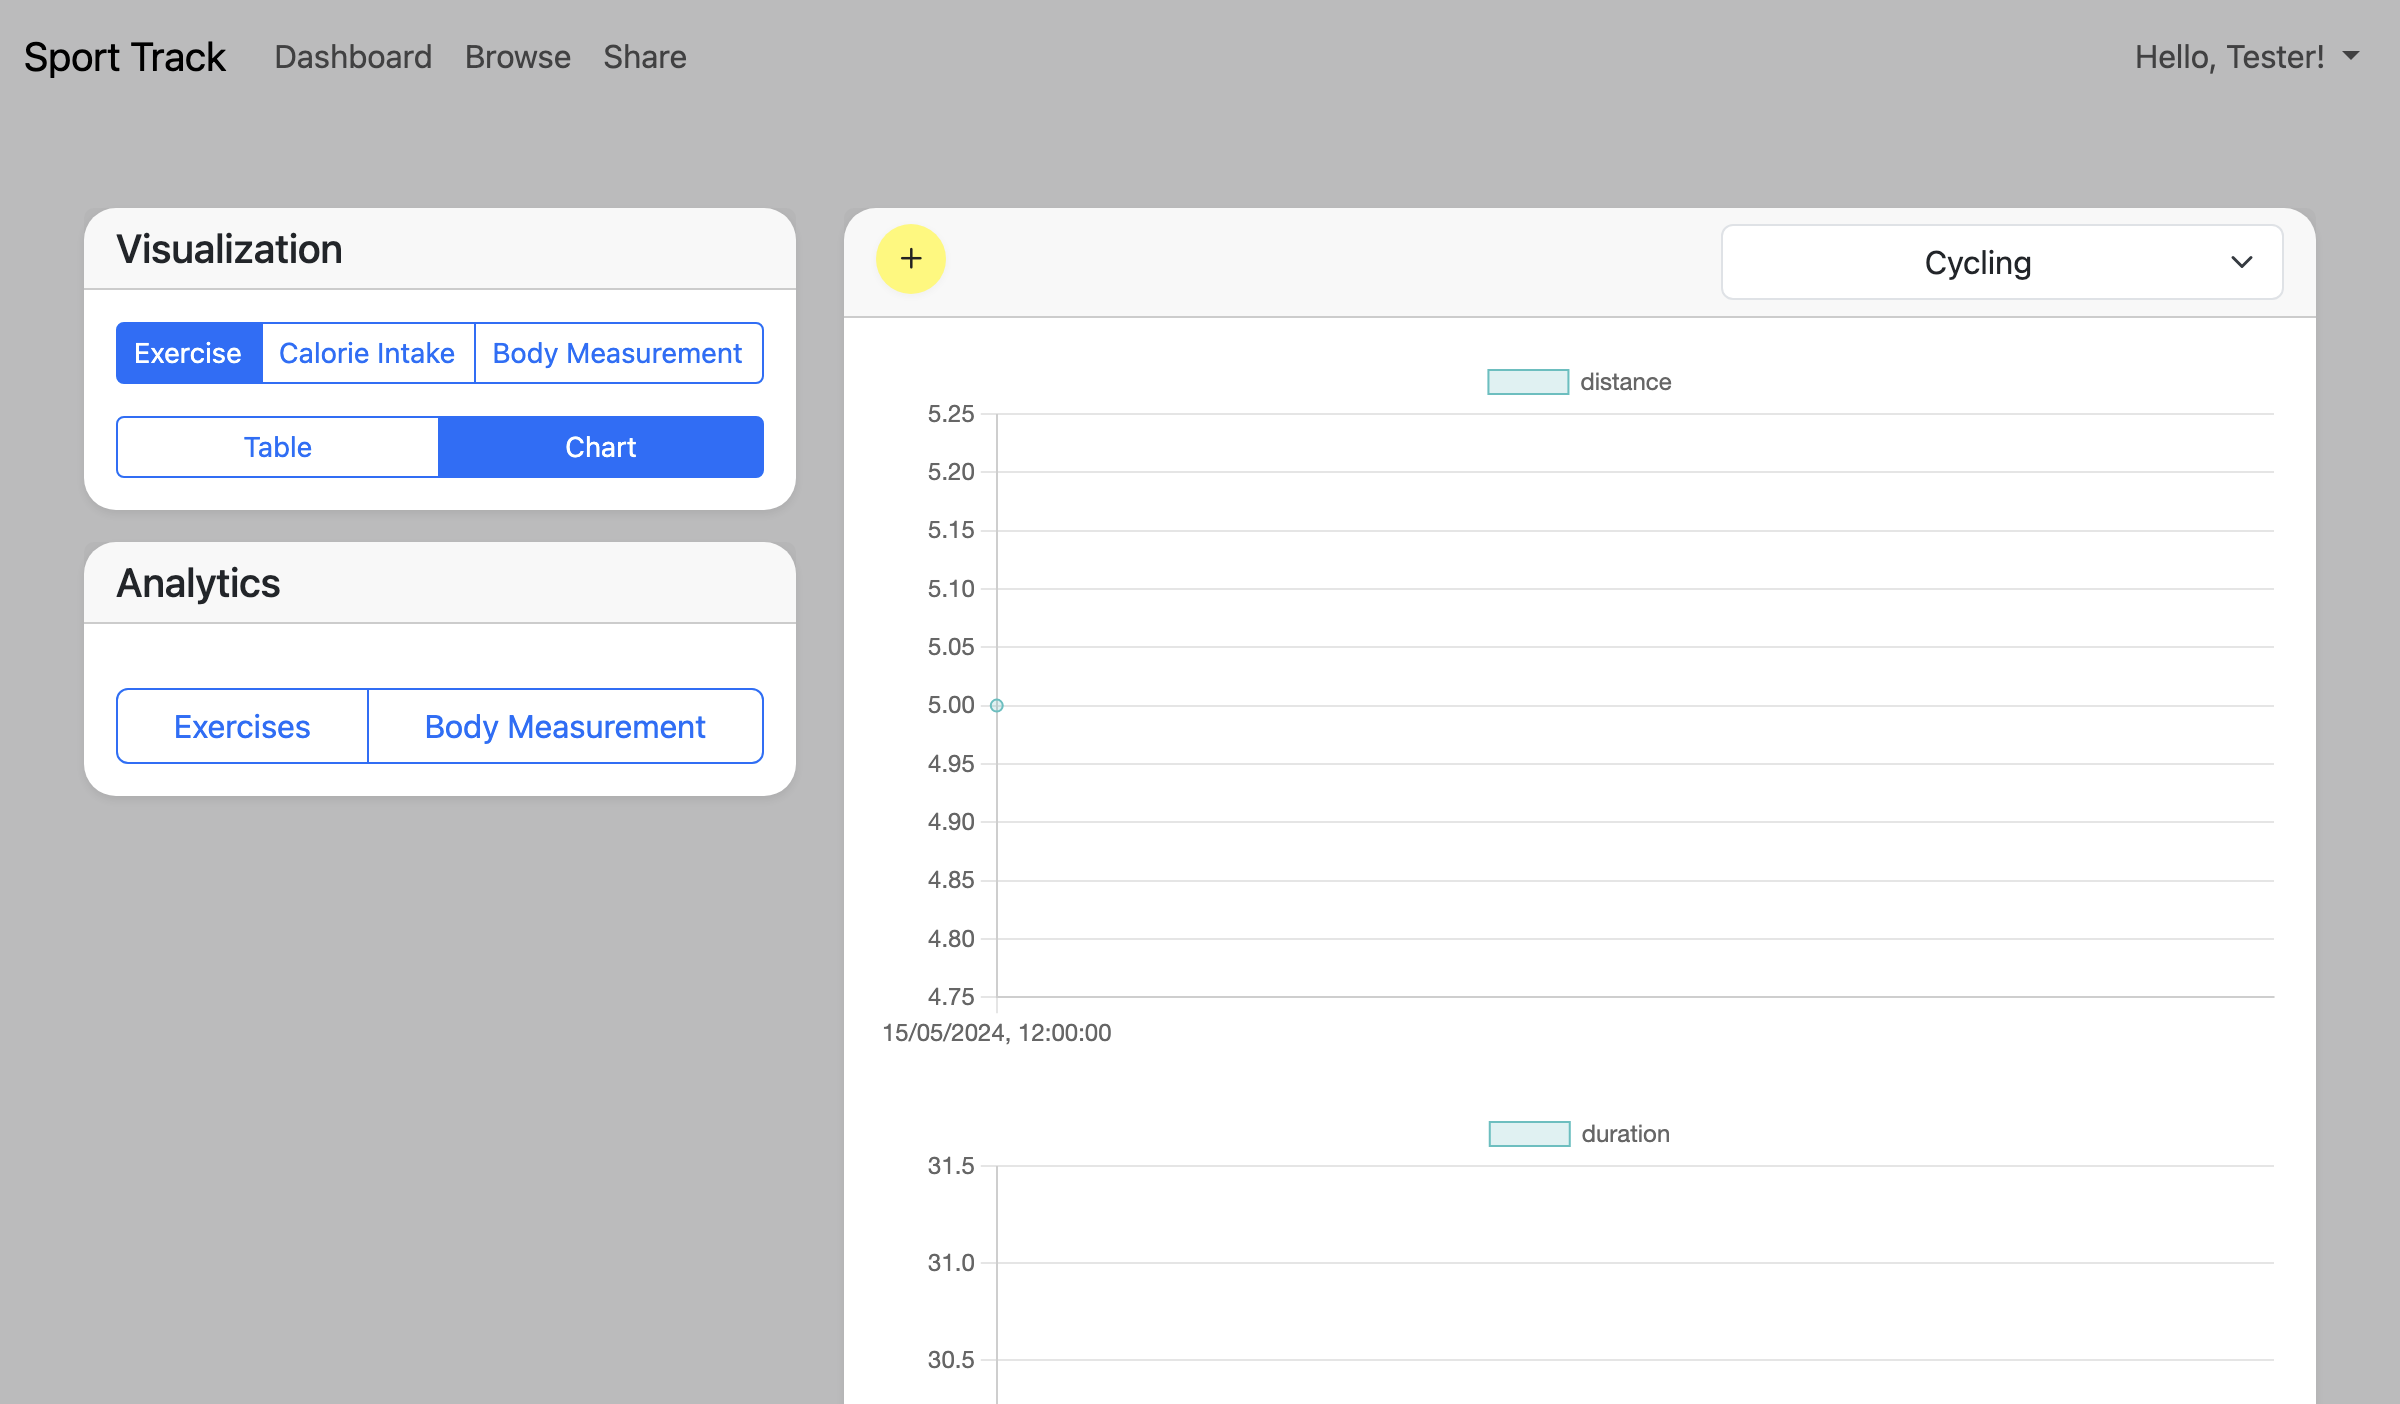 Sport Track Dashboard Browse Share Hello, Tester!
Visualization
Exercise Calorie Intake Body Measurement
Table Chart
Analytics
Exercises Body Measurement
+ Cycling
distance
5.25
5.20
5.15
5.10
5.05
5.00
4.95
4.90
4.85
4.80
4.75
15/05/2024, 12:00:00
duration
31.5
31.0
30.5